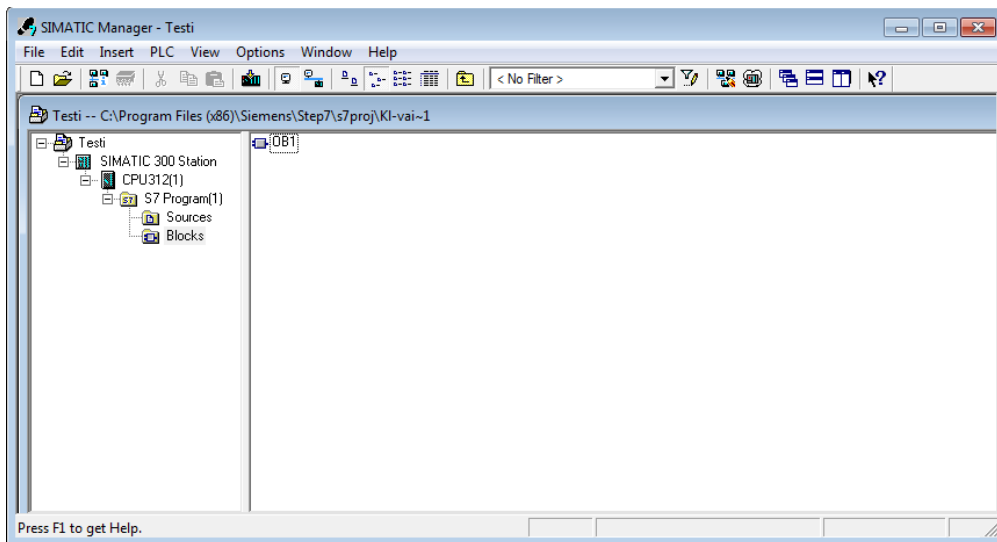 SIMATIC Manager - Testi
File Edit Insert PLC View Options Window Help
< No Filter >
Testi -- C:\Program Files (x86)\Siemens\Step7\s7proj\KI-vai~1
Testi
OB1
SIMATIC 300 Station
CPU312(1)
S7 Program(1)
Sources
Blocks
Press F1 to get Help.